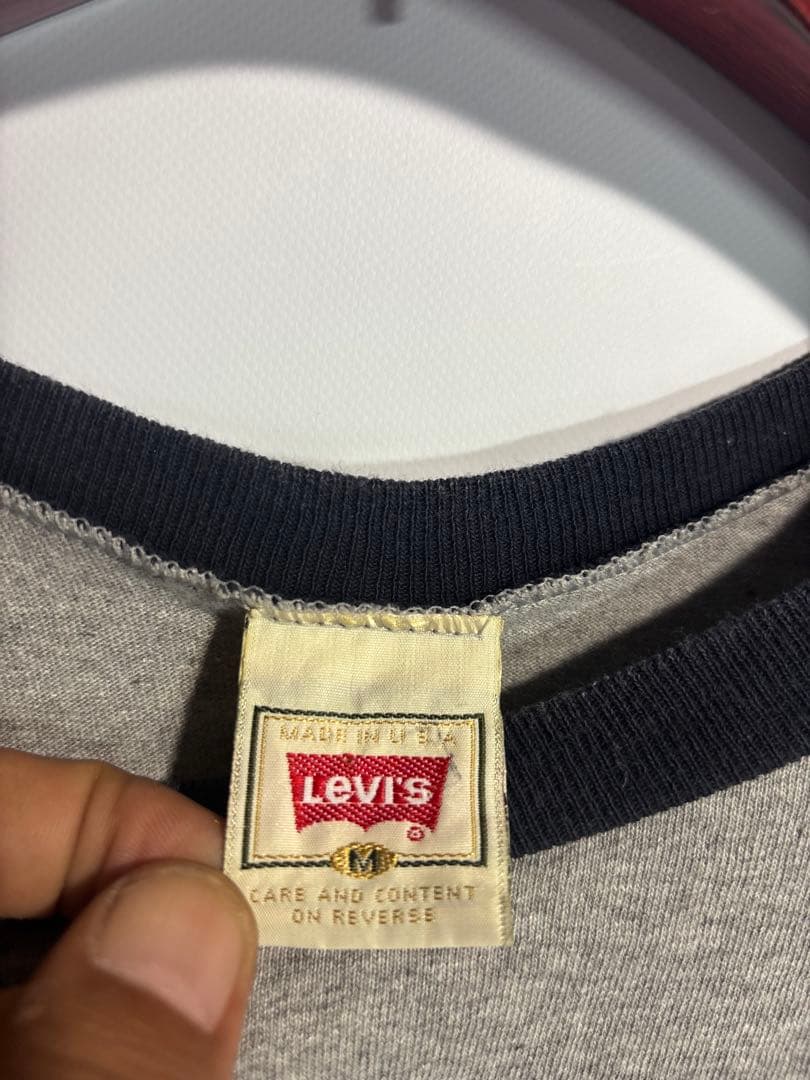 MADE IN U.S.A
Levi's
®
M
CARE AND CONTENT
ON REVERSE